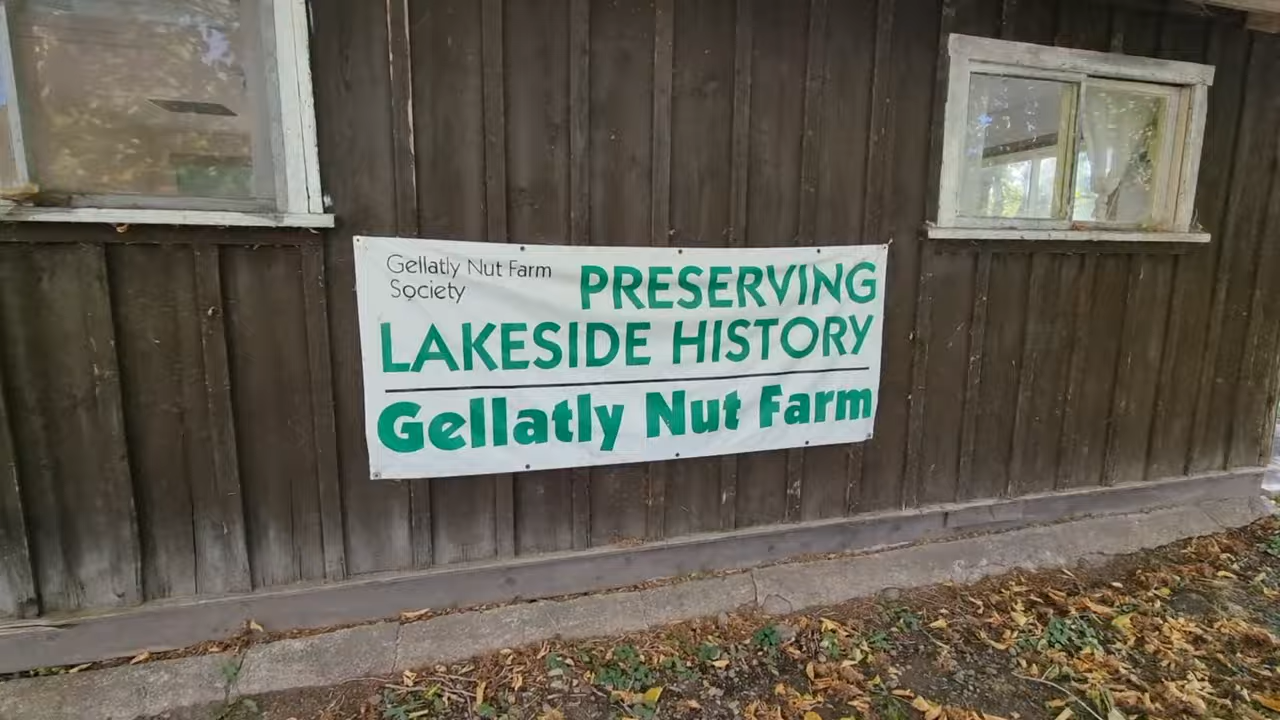 Gellatly Nut Farm
Society
PRESERVING
LAKESIDE HISTORY
Gellatly Nut Farm